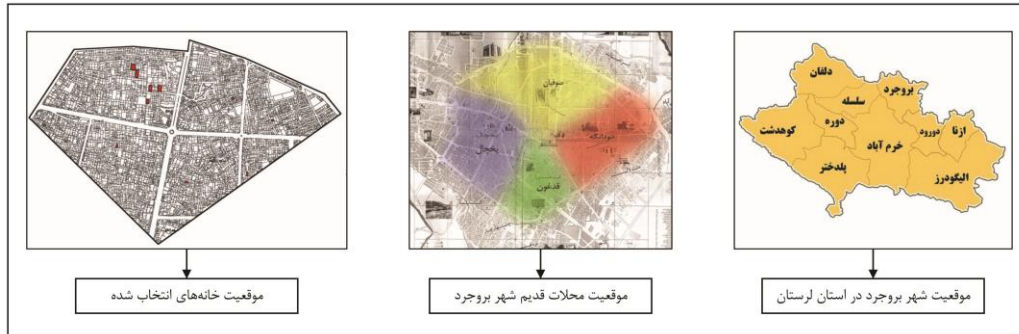 دلفان
بروجرد
سلسله
کوهدشت
دوره
دورود
ازنا
خرم آباد
پلدختر
الیگودرز
موقعیت شهر بروجرد در استان لرستان
صوفیان
یخچال
دودانگه
قدغون
موقعیت محلات قدیم شهر بروجرد
موقعیت خانه‌های انتخاب شده